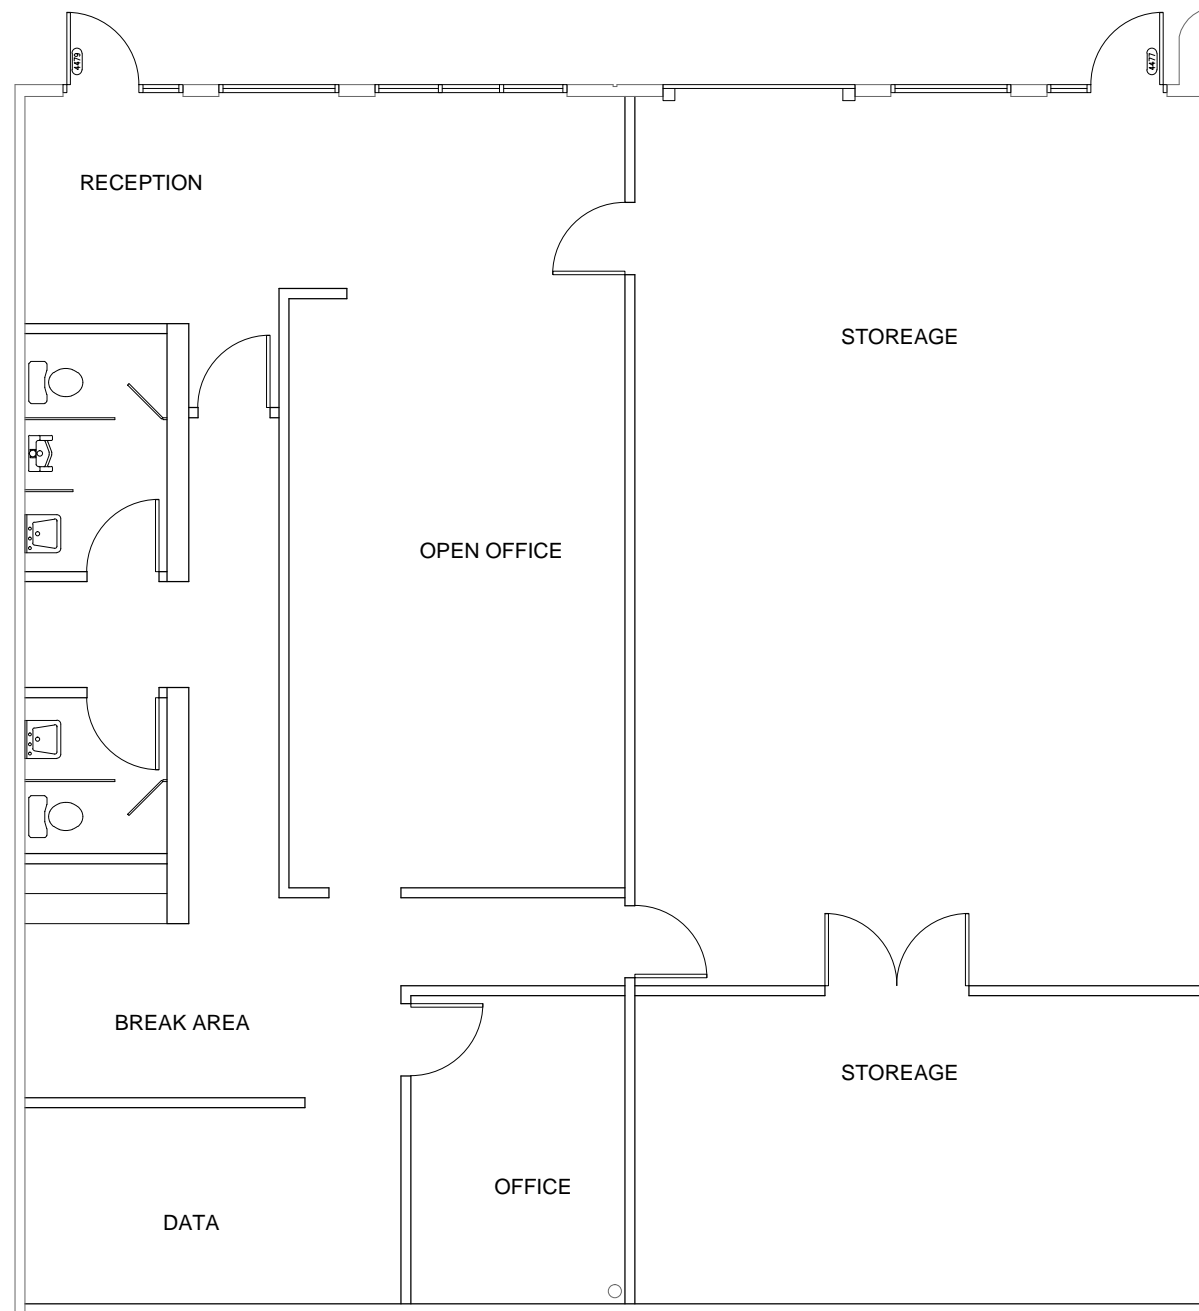 4479
4477
RECEPTION
STOREAGE
OPEN OFFICE
BREAK AREA
STOREAGE
OFFICE
DATA